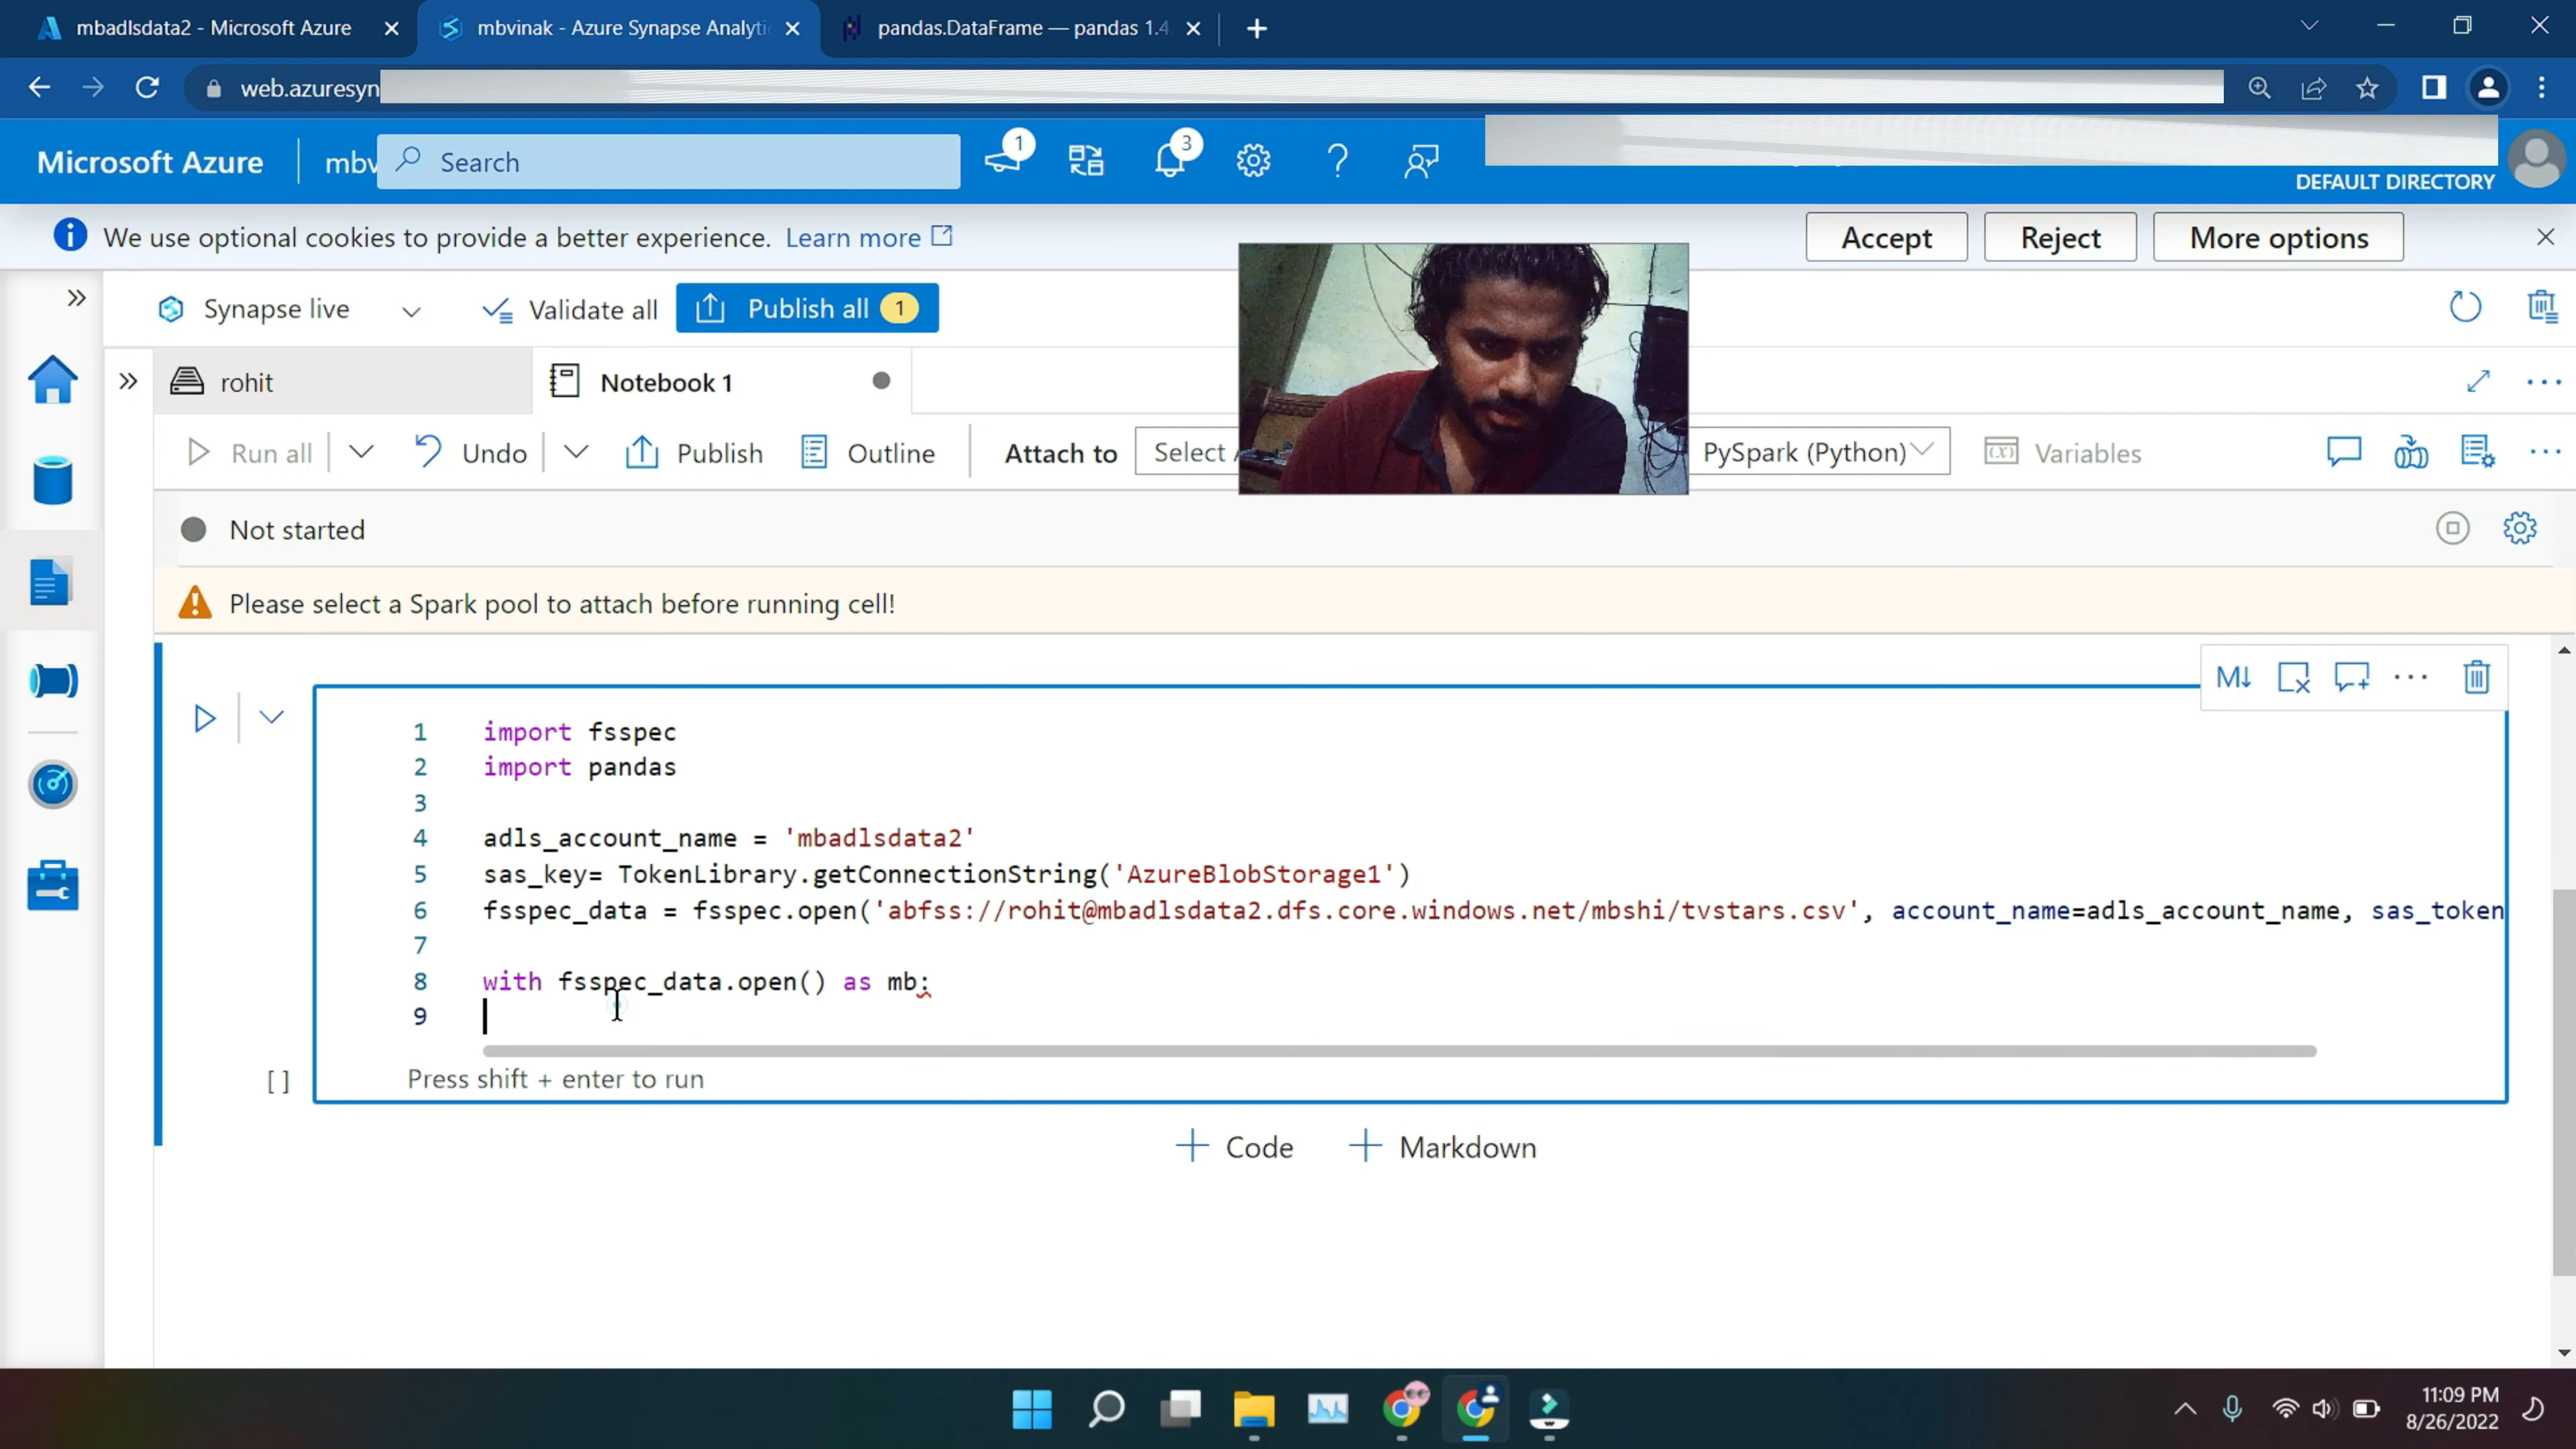 mbadlsdata2 - Microsoft Azure
mbvinak - Azure Synapse Analyti
pandas.DataFrame — pandas 1.4
web.azuresyn
Microsoft Azure
mbv
Search
1
3
DEFAULT DIRECTORY
We use optional cookies to provide a better experience. Learn more
Accept
Reject
More options
Synapse live
Validate all
Publish all 1
rohit
Notebook 1
Run all
Undo
Publish
Outline
Attach to
Select
PySpark (Python)
Variables
Not started
Please select a Spark pool to attach before running cell!
M↓
1 import fsspec
2 import pandas
3
4 adls_account_name = 'mbadlsdata2'
5 sas_key= TokenLibrary.getConnectionString('AzureBlobStorage1')
6 fsspec_data = fsspec.open('abfss://rohit@mbadlsdata2.dfs.core.windows.net/mbshi/tvstars.csv', account_name=adls_account_name, sas_token
7
8 with fsspec_data.open() as mb:
9
[ ]
Press shift + enter to run
+ Code
+ Markdown
11:09 PM
8/26/2022